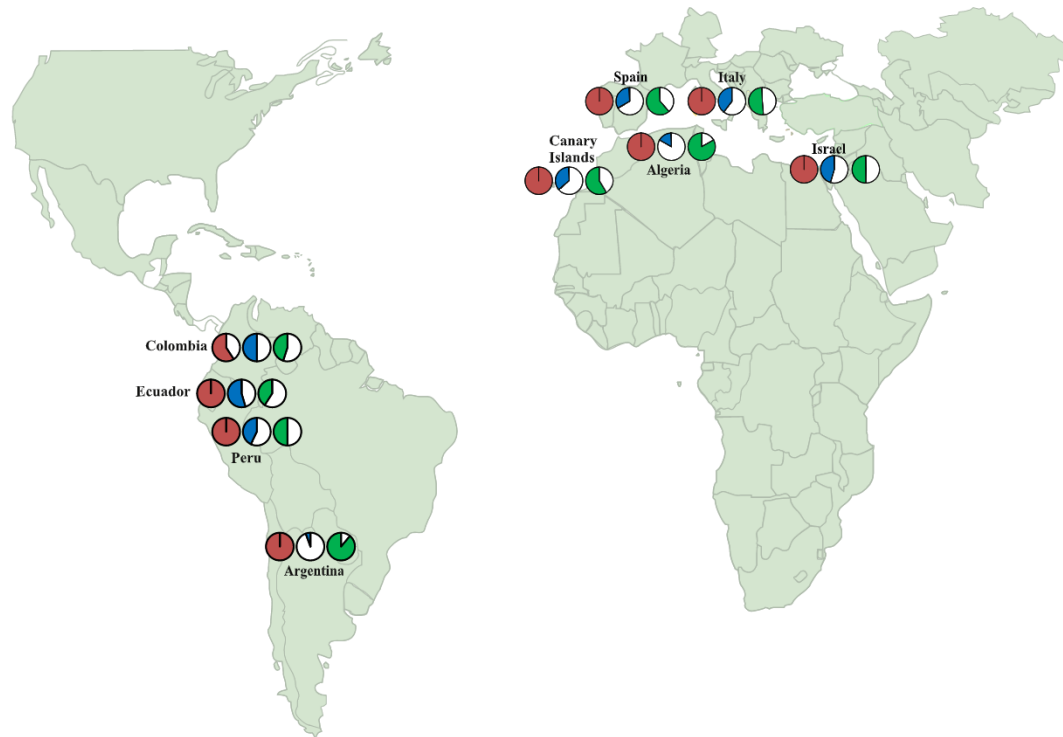 Spain
Italy
Canary
Islands
Algeria
Israel
Colombia
Ecuador
Peru
Argentina